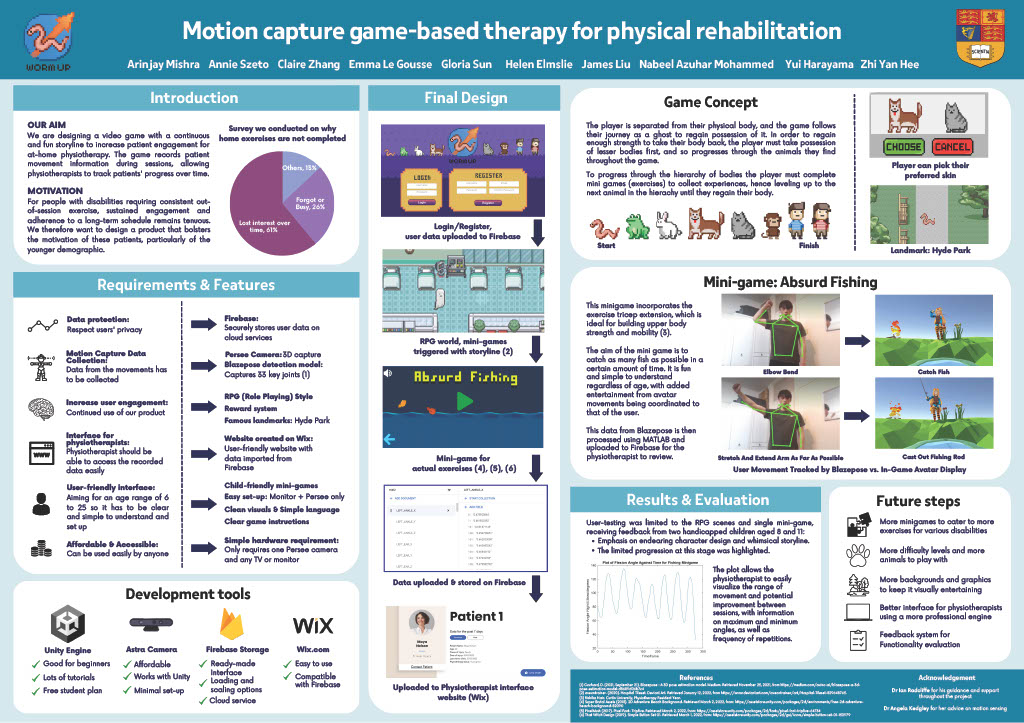 WORM UP
Motion capture game-based therapy for physical rehabilitation
Arinjay Mishra Annie Szeto Claire Zhang Emma Le Gousse Gloria Sun Helen Elmslie James Liu Nabeel Azuhar Mohammed Yui Harayama Zhi Yan Hee
Introduction
OUR AIM
We are designing a video game with a continuous
and fun storyline to increase patient engagement for
at-home physiotherapy. The game records patient
movement information during sessions, allowing
physiotherapists to track patients' progress over time.
MOTIVATION
For people with disabilities requiring consistent out-
of-session exercise, sustained engagement and
adherence to a long-term schedule remains tenuous.
We therefore want to design a product that bolsters
the motivation of these patients, particularly of the
younger demographic.
Survey we conducted on why
home exercises are not completed
Others, 13%
Forgot or
Busy, 26%
Lost interest over
time, 61%
Requirements & Features
Data protection:
Respect users' privacy
Firebase:
Securely stores user data on
cloud services
Motion Capture Data
Collection:
Data from the movements has
to be collected
Persee Camera: 3D capture
Blazepose detection model:
Captures 33 key joints (1)
Increase user engagement:
Continued use of our product
RPG (Role Playing) Style
Reward system
Famous landmarks: Hyde Park
Interface for
physiotherapists:
Physiotherapist should be
able to access the recorded
data easily
WWW
Website created on Wix:
User-friendly website with
data imported from
Firebase
User-friendly interface:
Aiming for an age range of 6
to 25 so it has to be clear
and simple to understand and
set up
Child-friendly mini-games
Easy set-up: Monitor + Persee only
Clean visuals & Simple language
Clear game instructions
Affordable & Accessible:
Can be used easily by anyone
Simple hardware requirement:
Only requires one Persee camera
and any TV or monitor
Development tools
Unity Engine
Good for beginners
Lots of tutorials
Free student plan
Astra Camera
Affordable
Works with Unity
Minimal set-up
Firebase Storage
Ready-made
Interface
Loading and
scaling options
Cloud service
WiX
Wix.com
Easy to use
Compatible
with Firebase
Final Design
WORM UP
LOGIN
REGISTER
Login/Register,
user data uploaded to Firebase
RPG world, mini-games
triggered with storyline (2)
Absurd Fishing
Mini-game for
actual exercises (4), (5), (6)
Data uploaded & stored on Firebase
Patient 1
Uploaded to Physiotherapist interface
website (Wix)
Game Concept
The player is separated from their physical body, and the game follows
their journey as a ghost to regain possession of it. In order to regain
enough strength to take their body back, the player must take possession
of lesser bodies first, and so progresses through the animals they find
throughout the game.
To progress through the hierarchy of bodies the player must complete
mini games (exercises) to collect experiences, hence leveling up to the
next animal in the hierachy until they regain their body.
Start
Finish
CHOOSE
CANCEL
Player can pick their
preferred skin
Landmark: Hyde Park
Mini-game: Absurd Fishing
This minigame incorporates the
exercise tricep extension, which is
ideal for building upper body
strength and mobility (3).
The aim of the mini game is to
catch as many fish as possible in a
certain amount of time. It is fun
and simple to understand
regardless of age, with added
entertainment from avatar
movements being coordinated to
that of the user.
This data from Blazepose is then
processed using MATLAB and
uploaded to Firebase for the
physiotherapist to review.
Elbow Bend
Catch Fish
Stretch And Extend Arm As Far As Possible
Cast Out Fishing Rod
User Movement Tracked by Blazepose vs. In-Game Avatar Display
Results & Evaluation
User-testing was limited to the RPG scenes and single mini-game,
receiving feedback from two handicapped children aged 8 and 11:
• Emphasis on endearing character design and whimsical storyline.
• The limited progression at this stage was highlighted.
Plot of Flexion Angle Against Time for Fishing Minigame
Timeframe
The plot allows the
physiotherapist to easily
visualize the range of
movement and potential
improvement between
sessions, with information
on maximum and minimum
angles, as well as
frequency of repetitions.
Future steps
More minigames to cater to more
exercises for various disabilities
More difficulty levels and more
animals to play with
More backgrounds and graphics
to keep it visually entertaining
Better interface for physiotherapists
using a more professional engine
Feedback system for
Functionality evaluation
References
Acknowledgement
Dr Ian Radcliffe for his guidance and support
throughout the project
Dr Angela Kedgley for her advice on motion sensing